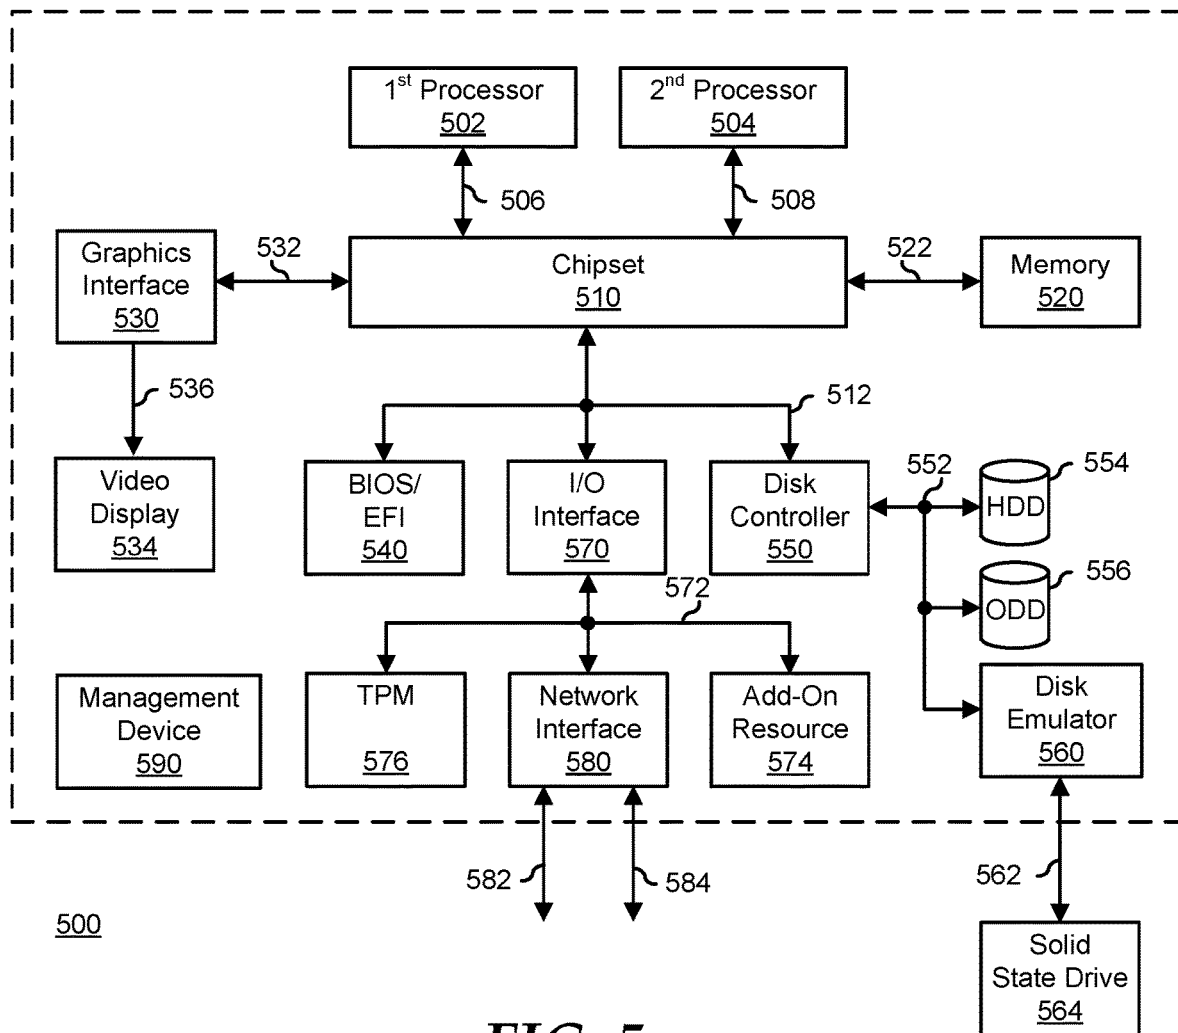 1st Processor
502
2nd Processor
504
506
508
Graphics
Interface
530
532
Chipset
510
522
Memory
520
536
512
Video
Display
534
BIOS/
EFI
540
I/O
Interface
570
Disk
Controller
550
552
HDD
554
ODD
556
572
Management
Device
590
TPM
576
Network
Interface
580
Add-On
Resource
574
Disk
Emulator
560
582
584
562
500
Solid
State Drive
564
FIG. 5